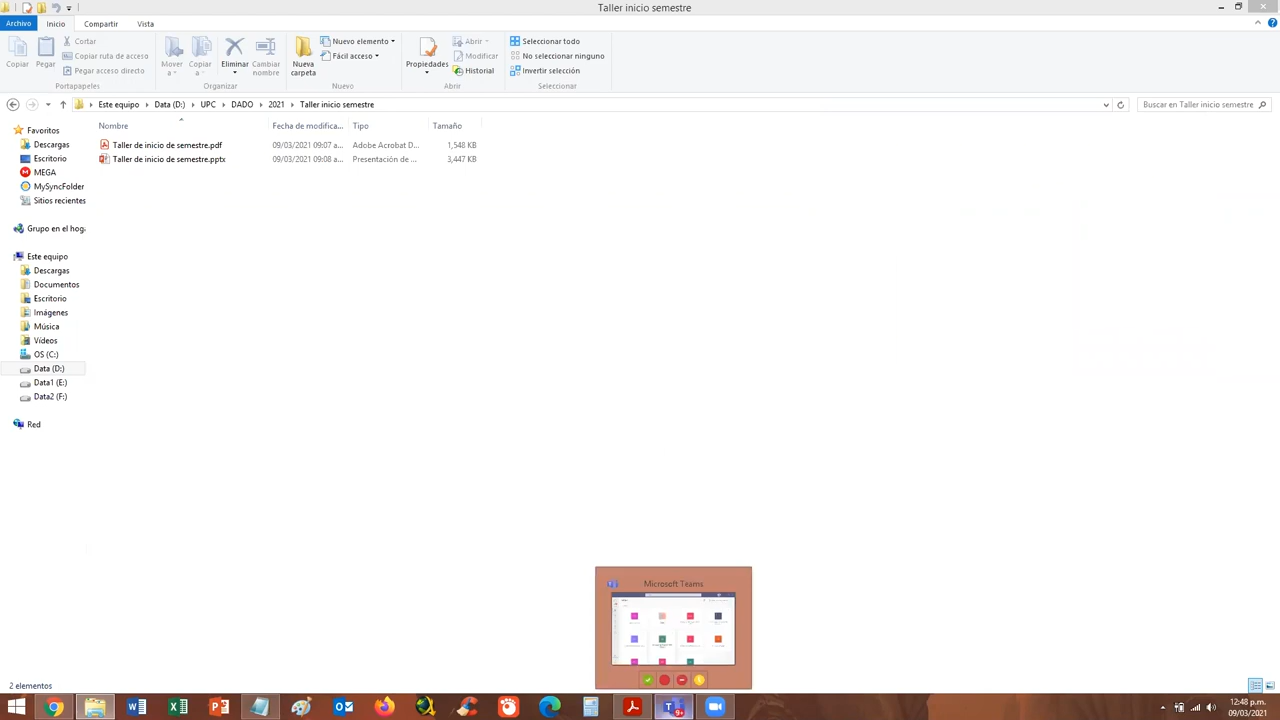 Taller inicio semestre
Archivo Inicio Compartir Vista
Copiar
Pegar
Cortar
Copiar ruta de acceso
Pegar acceso directo
Portapapeles
Mover a
Copiar a
Eliminar
Cambiar nombre
Organizar
Nueva carpeta
Nuevo elemento
Fácil acceso
Nuevo
Propiedades
Abrir
Modificar
Historial
Abrir
Seleccionar todo
No seleccionar ninguno
Invertir selección
Seleccionar
Este equipo Data (D:) UPC DADO 2021 Taller inicio semestre
Buscar en Taller inicio semestre
Nombre Fecha de modifica... Tipo Tamaño
Taller de inicio de semestre.pdf 09/03/2021 09:07 a... Adobe Acrobat D... 1,548 KB
Taller de inicio de semestre.pptx 09/03/2021 09:08 a... Presentación de ... 3,447 KB
Favoritos
Descargas
Escritorio
MEGA
MySyncFolder
Sitios recientes
Grupo en el hog
Este equipo
Descargas
Documentos
Escritorio
Imágenes
Música
Vídeos
OS (C:)
Data (D:)
Data1 (E:)
Data2 (F:)
Red
Microsoft Teams
2 elementos
9+
12:48 p.m.
09/03/2021